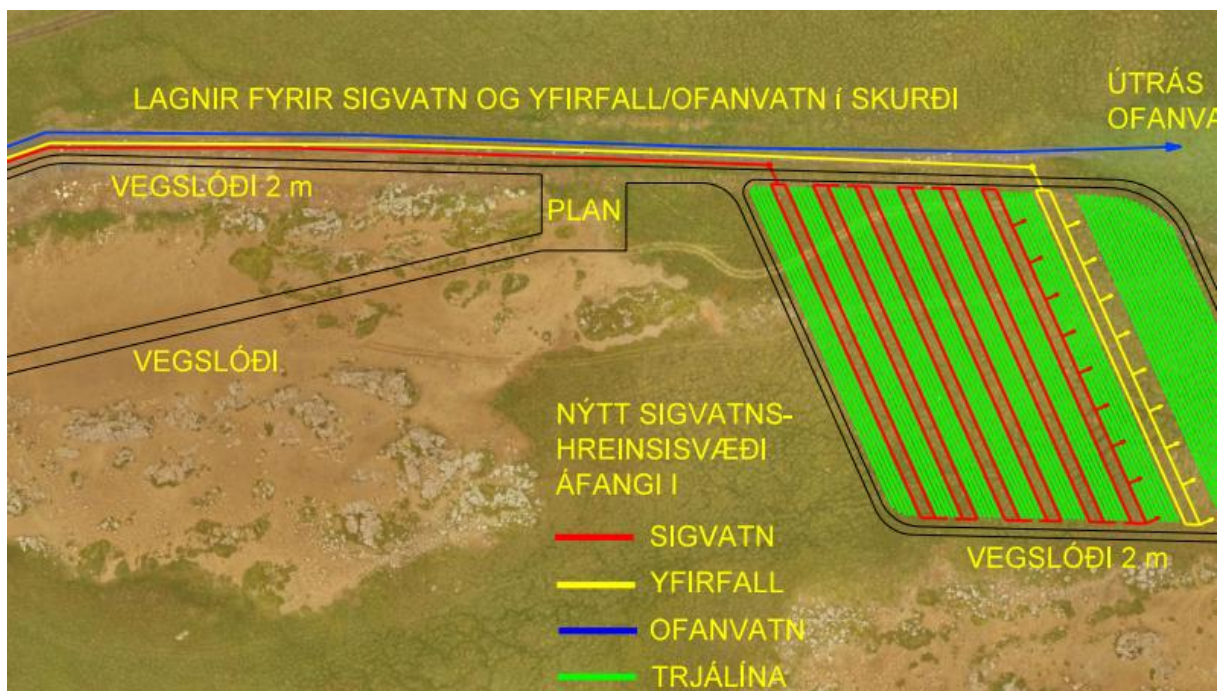 LAGNIR FYRIR SIGVATN OG YFIRFALL/OFANVATN í SKURÐI
ÚTRÁS
OFANVA
VEGSLÓÐI 2 m
PLAN
VEGSLÓÐI
NÝTT SIGVATNS-
HREINSISVÆÐI
ÁFANGI I
SIGVATN
YFIRFALL
OFANVATN
TRJÁLÍNA
VEGSLÓÐI 2 m